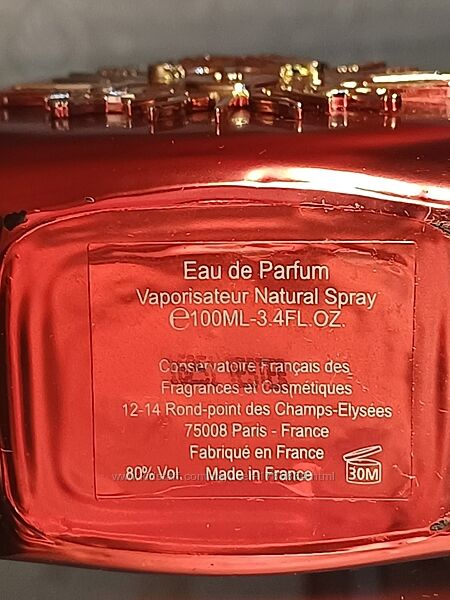 Eau de Parfum
Vaporisateur Natural Spray
℮100ML-3.4FL.OZ.
Conservatoire Français des
Fragrances et Cosmétiques
12-14 Rond-point des Champs-Elysées
75008 Paris - France
Fabriqué en France
80% Vol. Made in France 30M